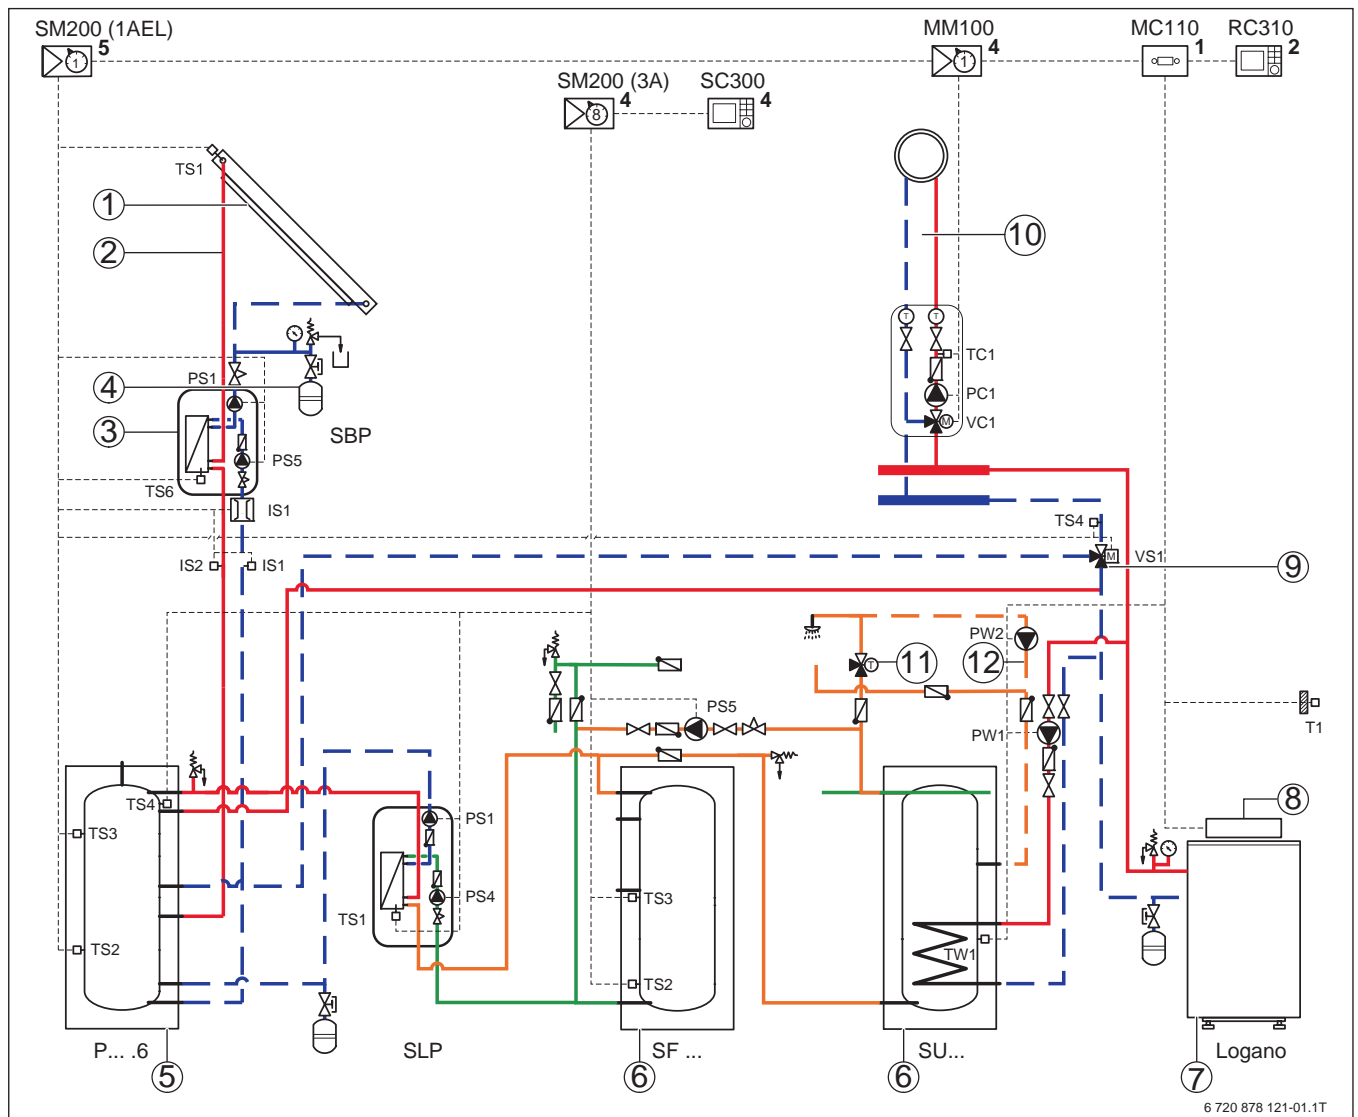 SM200 (1AEL)
5
1
MM100
4
1
MC110
1
RC310
2
SM200 (3A)
4
8
SC300
4
TS1
1
2
10
T
T
TC1
PC1
M
VC1
PS1
4
SBP
3
PS5
TS6
IS1
IS2
IS1
TS4
M
VS1
9
PW2
T
11
12
PS5
PW1
T1
TS4
TS3
PS1
8
PS4
TS1
TS3
TS2
TW1
TS2
P... .6
5
SLP
SF ...
6
SU...
6
7
Logano
6 720 878 121-01.1T